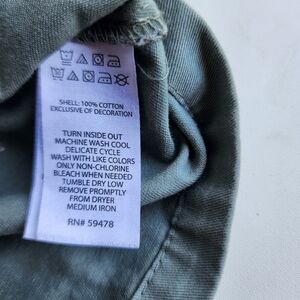 SHELL: 100% COTTON
EXCLUSIVE OF DECORATION
TURN INSIDE OUT
MACHINE WASH COOL
DELICATE CYCLE
WASH WITH LIKE COLORS
ONLY NON-CHLORINE
BLEACH WHEN NEEDED
TUMBLE DRY LOW
REMOVE PROMPTLY
FROM DRYER
MEDIUM IRON
RN# 59478